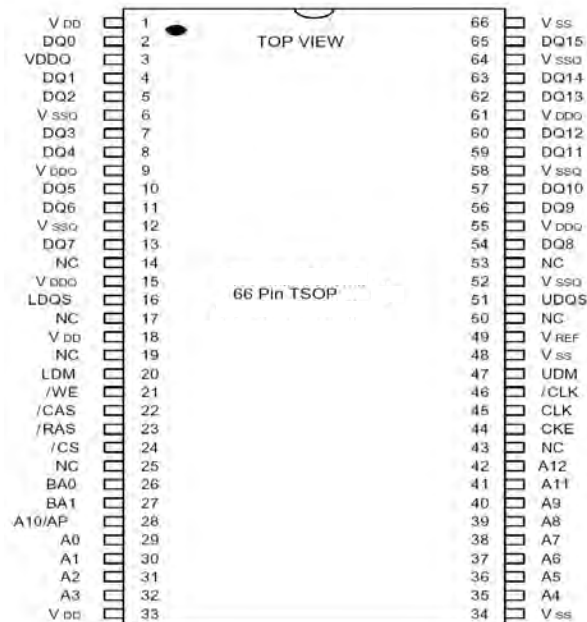 V DD 1 66 V SS
DQ0 2 TOP VIEW 65 DQ15
VDDQ 3 64 V SSQ
DQ1 4 63 DQ14
DQ2 5 62 DQ13
V SSQ 6 61 V DDQ
DQ3 7 60 DQ12
DQ4 8 59 DQ11
V DDQ 9 58 V SSQ
DQ5 10 57 DQ10
DQ6 11 56 DQ9
V SSQ 12 55 V DDQ
DQ7 13 54 DQ8
NC 14 53 NC
V DDQ 15 66 Pin TSOP 52 V SSQ
LDQS 16 51 UDQS
NC 17 50 NC
V DD 18 49 V REF
NC 19 48 V SS
LDM 20 47 UDM
/WE 21 46 /CLK
/CAS 22 45 CLK
/RAS 23 44 CKE
/CS 24 43 NC
NC 25 42 A12
BA0 26 41 A11
BA1 27 40 A9
A10/AP 28 39 A8
A0 29 38 A7
A1 30 37 A6
A2 31 36 A5
A3 32 35 A4
V DD 33 34 V SS